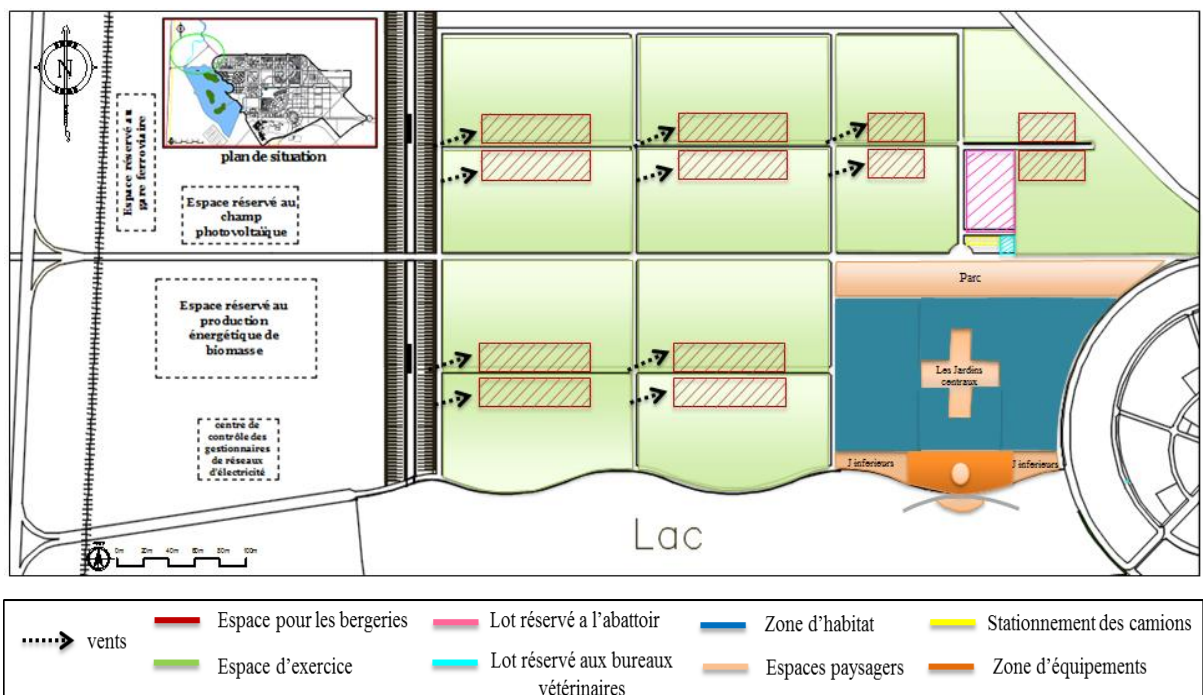 N
plan de situation
Espace réservé au
gare ferroviaire
Espace réservé au
champ
photovoltaïque
Espace réservé au
production
énergétique de
biomasse
centre de
contrôle des
gestionnaires
de réseaux
d'électricité
Parc
Les Jardins
centraux
J inferieurs
J inferieurs
Lac
0m 20m 40m 60m 80m 100m
vents
Espace pour les bergeries
Lot réservé a l'abattoir
Zone d'habitat
Stationnement des camions
Espace d'exercice
Lot réservé aux bureaux
vétérinaires
Espaces paysagers
Zone d'équipements